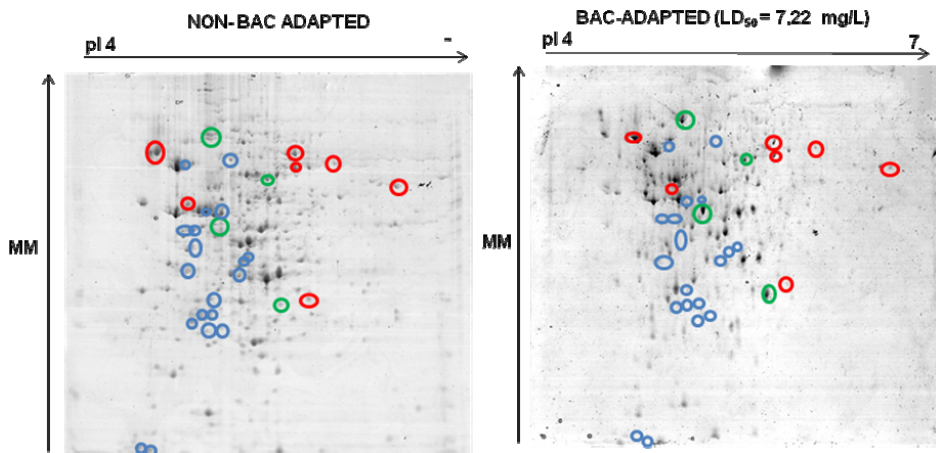 NON-BAC ADAPTED
pI 4 -
MM
BAC-ADAPTED (LD₅₀ = 7,22 mg/L)
pI 4 7
MM